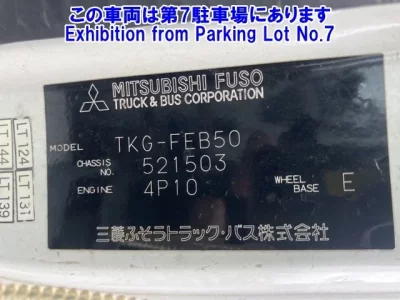 この車両は第7駐車場にあります
Exhibition from Parking Lot No.7
MITSUBISHI FUSO
TRUCK & BUS CORPORATION
MODEL TKG-FEB50
CHASSIS NO. 521503
ENGINE 4P10
WHEEL BASE E
三菱ふそうトラック・バス株式会社
LT124
LT144
LT131
LT139